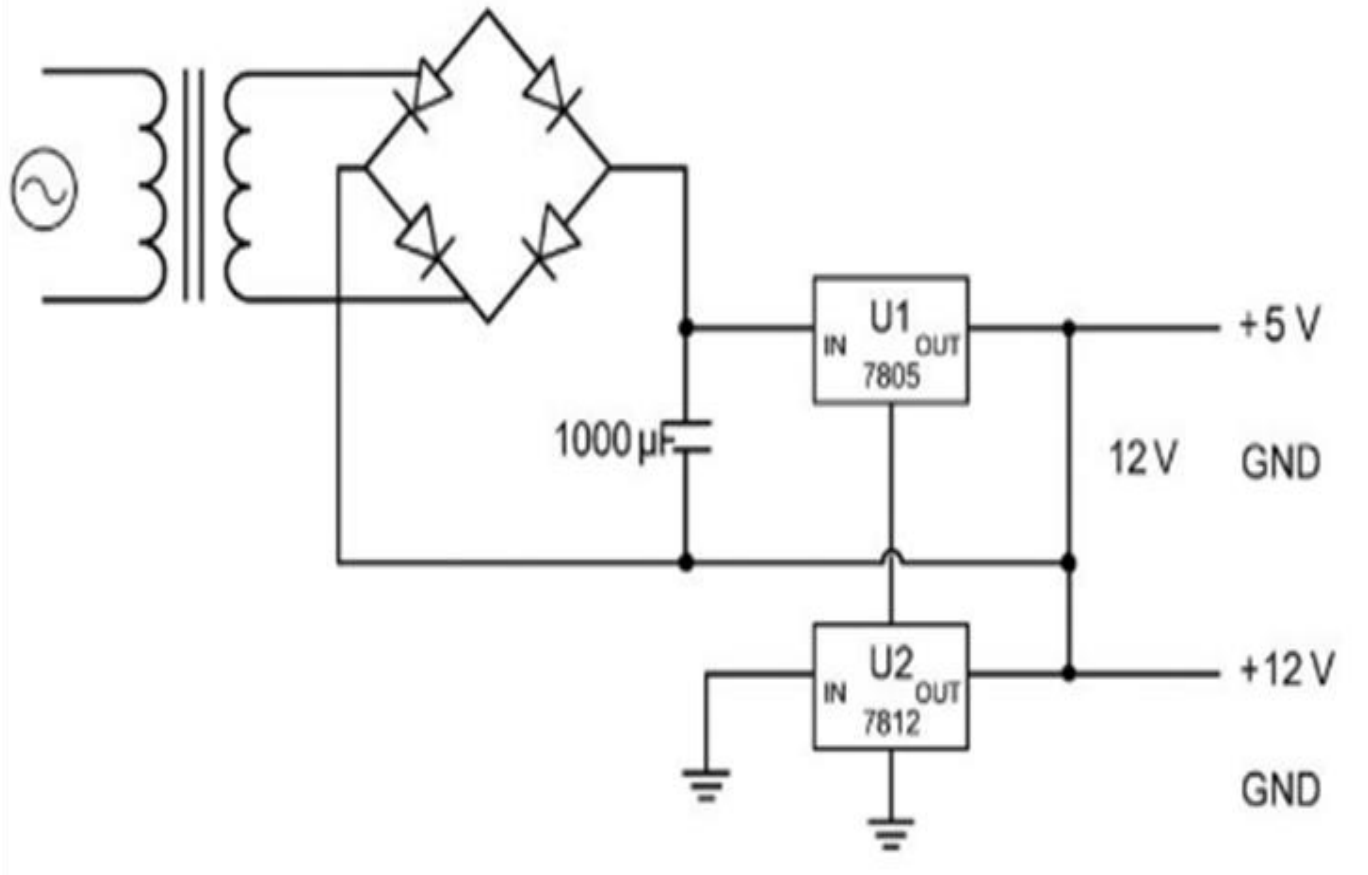 U1
IN OUT
7805
+5 V
1000 µF
12 V
GND
U2
IN OUT
7812
+12 V
GND